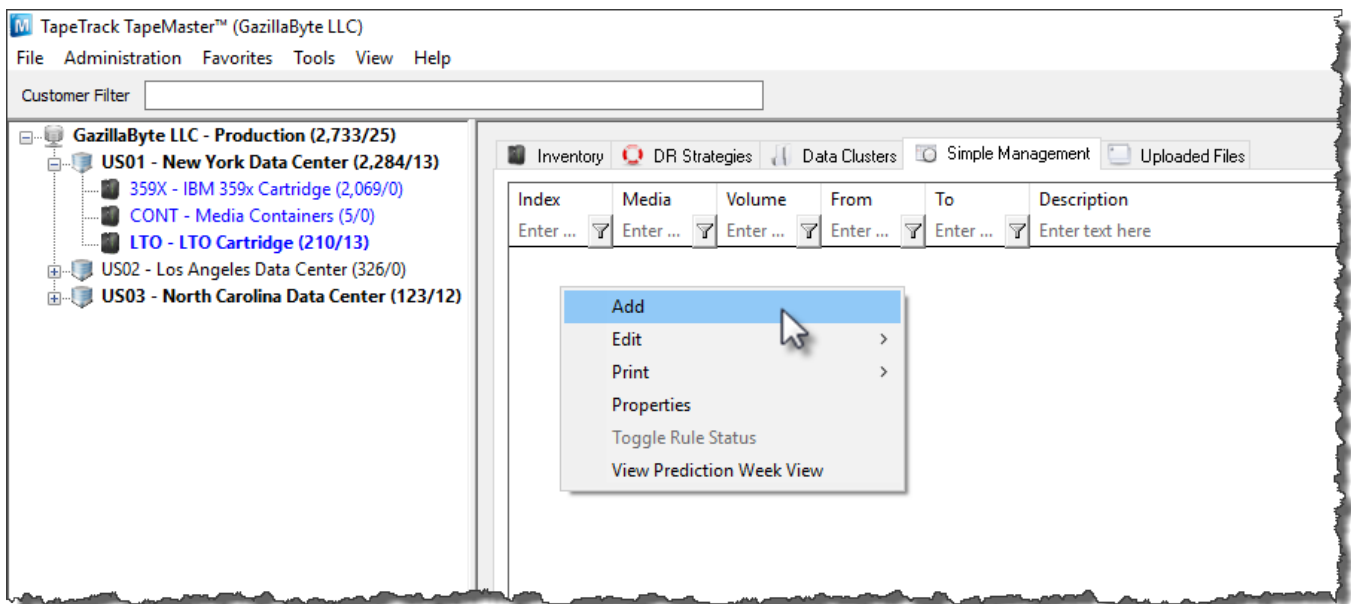 TapeTrack TapeMaster™ (GazillaByte LLC)
File Administration Favorites Tools View Help
Customer Filter
GazillaByte LLC - Production (2,733/25)
US01 - New York Data Center (2,284/13)
359X - IBM 359x Cartridge (2,069/0)
CONT - Media Containers (5/0)
LTO - LTO Cartridge (210/13)
US02 - Los Angeles Data Center (326/0)
US03 - North Carolina Data Center (123/12)
Inventory DR Strategies Data Clusters Simple Management Uploaded Files
Index Media Volume From To Description
Enter ... Enter ... Enter ... Enter ... Enter ... Enter text here
Add
Edit
Print
Properties
Toggle Rule Status
View Prediction Week View